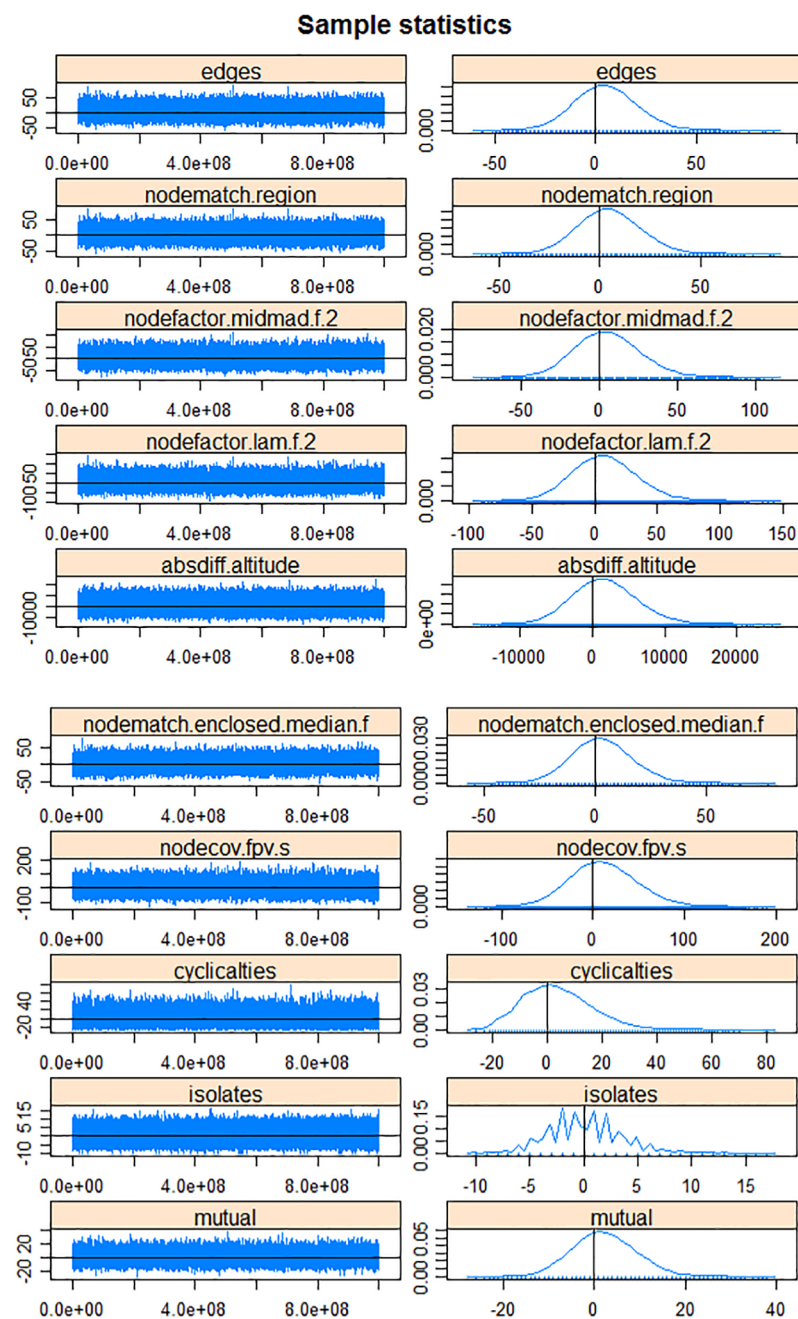 Sample statistics
edges
edges
50
-50
0.000
0.0e+00 4.0e+08 8.0e+08
-50 0 50
nodematch.region
nodematch.region
50
-50
0.000
0.0e+00 4.0e+08 8.0e+08
-50 0 50
nodefactor.midmad.f.2
nodefactor.midmad.f.2
-5050
0.000 0.020
0.0e+00 4.0e+08 8.0e+08
-50 0 50 100
nodefactor.lam.f.2
nodefactor.lam.f.2
-10050
0.000
0.0e+00 4.0e+08 8.0e+08
-100 -50 0 50 100 150
absdiff.altitude
absdiff.altitude
-10000
0e+00
0.0e+00 4.0e+08 8.0e+08
-10000 0 10000 20000
nodematch.enclosed.median.f
nodematch.enclosed.median.f
50
-50
0.0000.030
0.0e+00 4.0e+08 8.0e+08
-50 0 50
nodecov.fpv.s
nodecov.fpv.s
200
-100
0.000
0.0e+00 4.0e+08 8.0e+08
-100 0 100 200
cyclicalties
cyclicalties
-20 40
0.00 0.03
0.0e+00 4.0e+08 8.0e+08
-20 0 20 40 60 80
isolates
isolates
-10 5 15
0.000.15
0.0e+00 4.0e+08 8.0e+08
-10 -5 0 5 10 15
mutual
mutual
-20 20
0.000.05
0.0e+00 4.0e+08 8.0e+08
-20 0 20 40